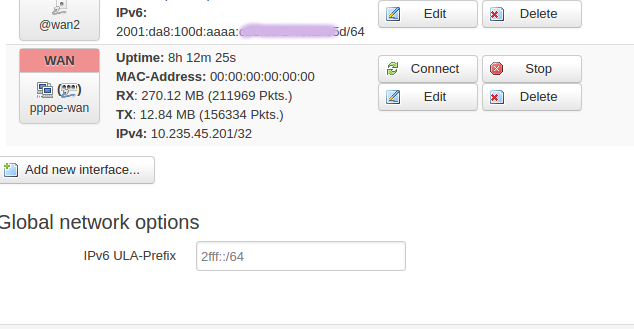 IPv6:
@wan2
2001:da8:100d:aaaa: 5d/64
Edit
Delete
WAN
pppoe-wan
Uptime: 8h 12m 25s
MAC-Address: 00:00:00:00:00:00
RX: 270.12 MB (211969 Pkts.)
TX: 12.84 MB (156334 Pkts.)
IPv4: 10.235.45.201/32
Connect
Stop
Edit
Delete
Add new interface...
Global network options
IPv6 ULA-Prefix
2fff::/64